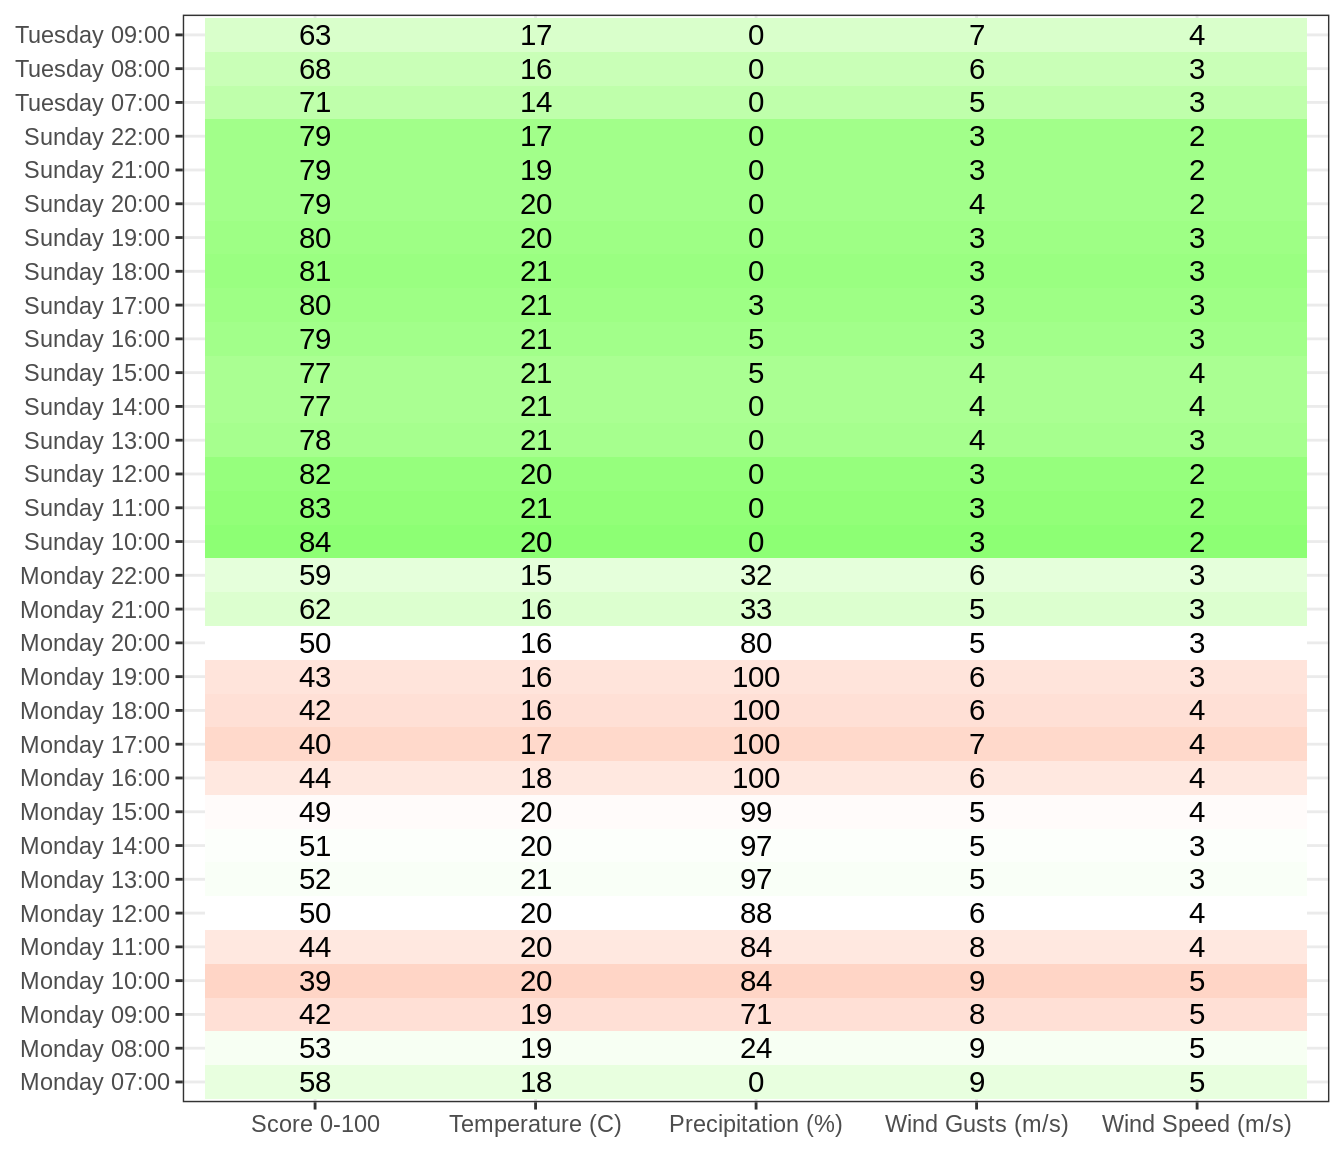 Tuesday 09:00 63 17 0 7 4
Tuesday 08:00 68 16 0 6 3
Tuesday 07:00 71 14 0 5 3
Sunday 22:00 79 17 0 3 2
Sunday 21:00 79 19 0 3 2
Sunday 20:00 79 20 0 4 2
Sunday 19:00 80 20 0 3 3
Sunday 18:00 81 21 0 3 3
Sunday 17:00 80 21 3 3 3
Sunday 16:00 79 21 5 3 3
Sunday 15:00 77 21 5 4 4
Sunday 14:00 77 21 0 4 4
Sunday 13:00 78 21 0 4 3
Sunday 12:00 82 20 0 3 2
Sunday 11:00 83 21 0 3 2
Sunday 10:00 84 20 0 3 2
Monday 22:00 59 15 32 6 3
Monday 21:00 62 16 33 5 3
Monday 20:00 50 16 80 5 3
Monday 19:00 43 16 100 6 3
Monday 18:00 42 16 100 6 4
Monday 17:00 40 17 100 7 4
Monday 16:00 44 18 100 6 4
Monday 15:00 49 20 99 5 4
Monday 14:00 51 20 97 5 3
Monday 13:00 52 21 97 5 3
Monday 12:00 50 20 88 6 4
Monday 11:00 44 20 84 8 4
Monday 10:00 39 20 84 9 5
Monday 09:00 42 19 71 8 5
Monday 08:00 53 19 24 9 5
Monday 07:00 58 18 0 9 5
Score 0-100 Temperature (C) Precipitation (%) Wind Gusts (m/s) Wind Speed (m/s)